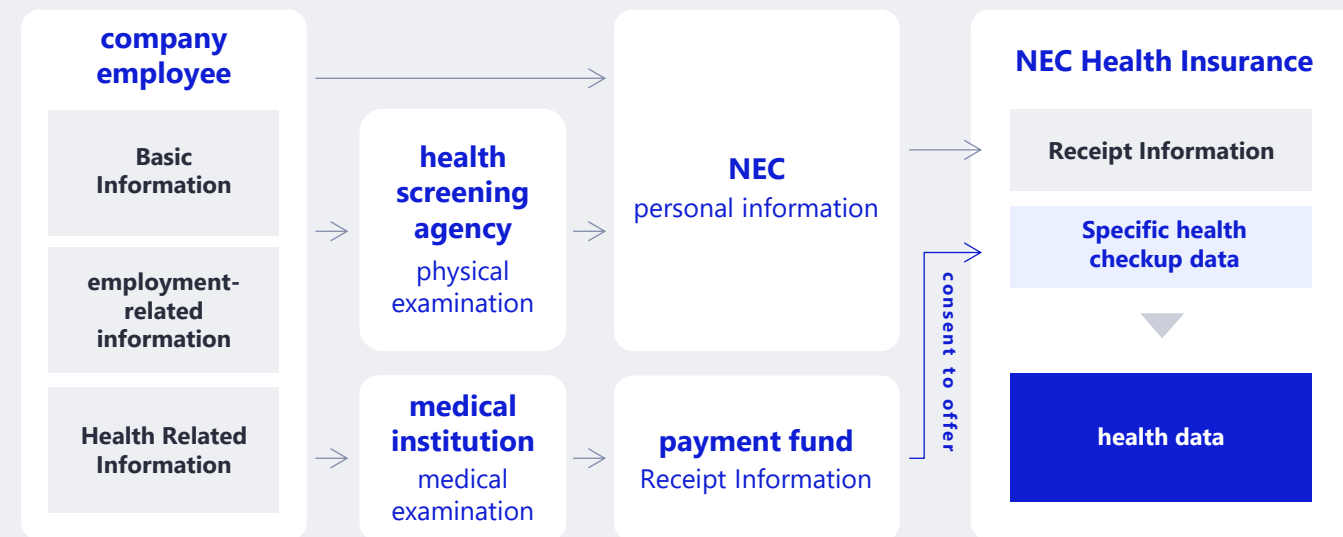 company
employee
Basic
Information
employment-
related
information
Health Related
Information
health
screening
agency
physical
examination
medical
institution
medical
examination
NEC
personal information
payment fund
Receipt Information
consent to offer
NEC Health Insurance
Receipt Information
Specific health
checkup data
health data